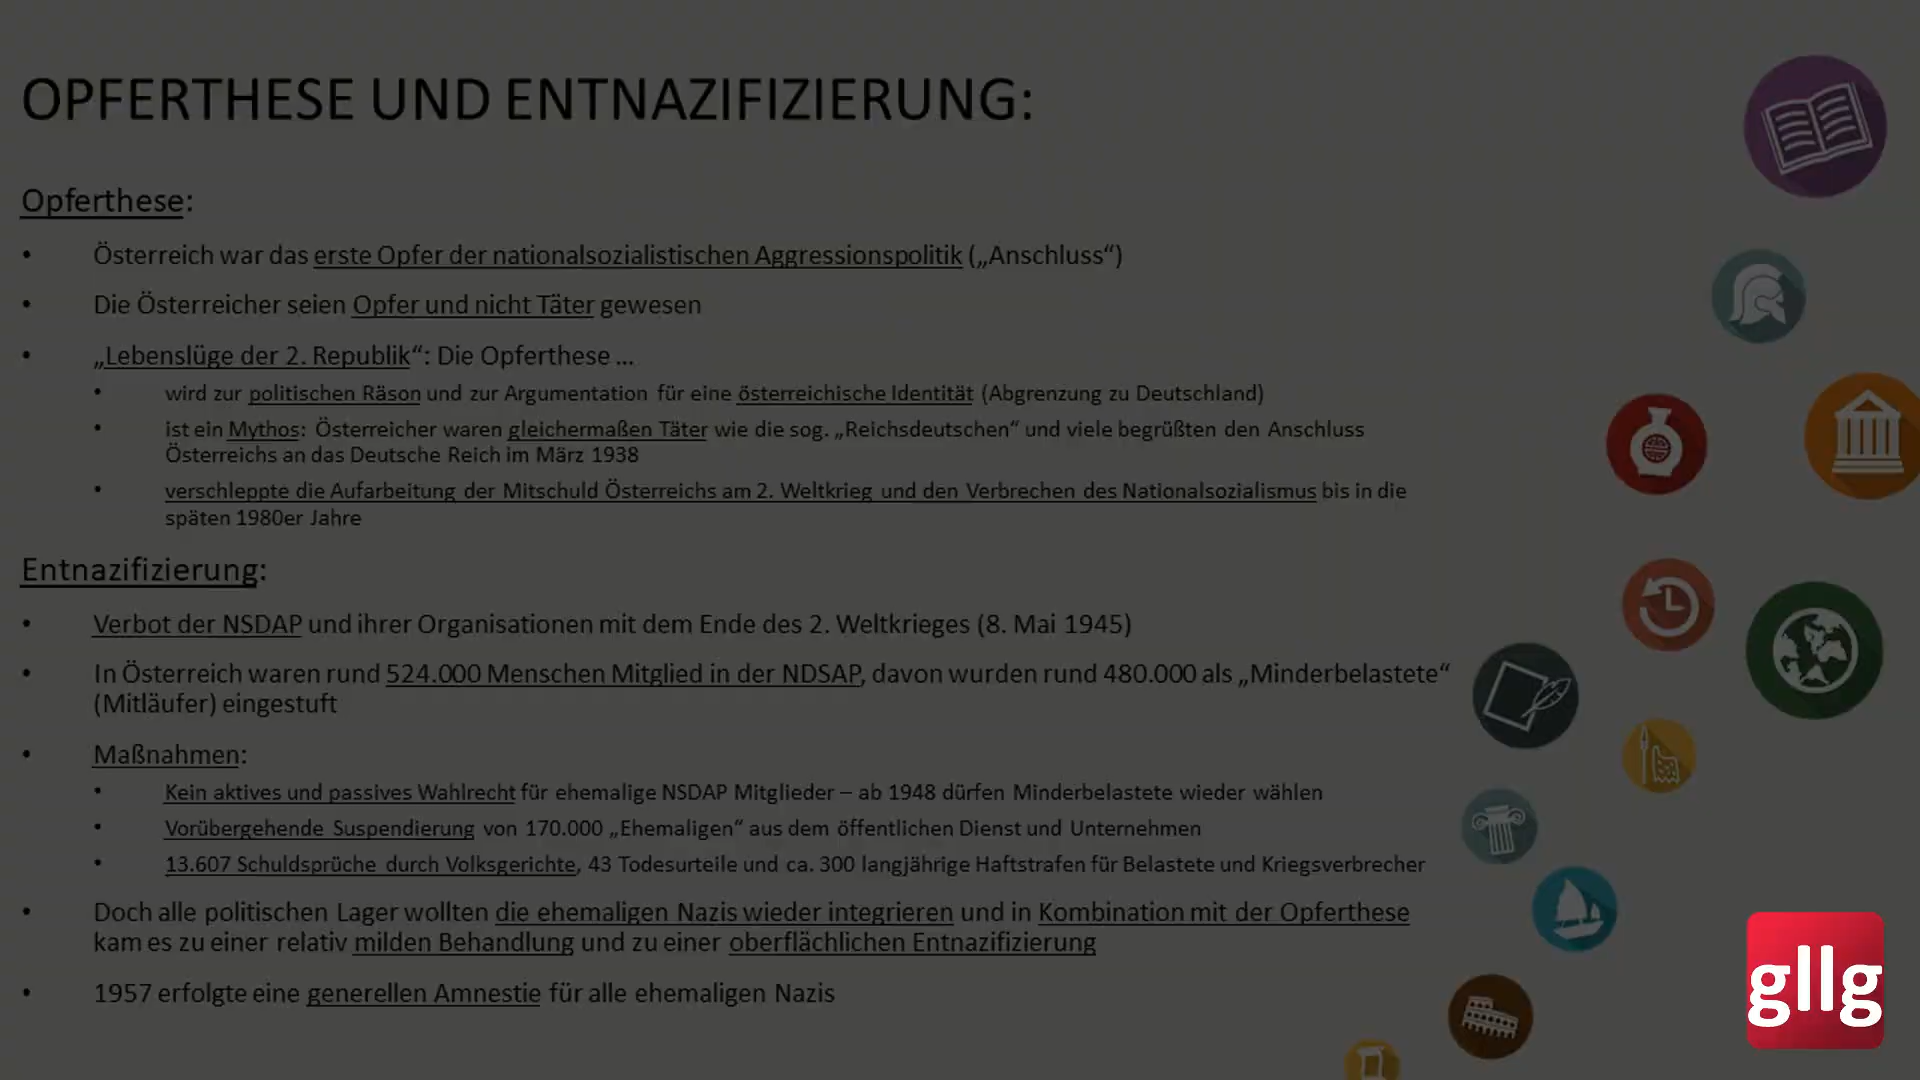 OPFERTHESE UND ENTNAZIFIZIERUNG:
Opferthese:
• Österreich war das erste Opfer der nationalsozialistischen Aggressionspolitik („Anschluss“)
• Die Österreicher seien Opfer und nicht Täter gewesen
• „Lebenslüge der 2. Republik“: Die Opferthese ...
• wird zur politischen Räson und zur Argumentation für eine österreichische Identität (Abgrenzung zu Deutschland)
• ist ein Mythos: Österreicher waren gleichermaßen Täter wie die sog. „Reichsdeutschen“ und viele begrüßten den Anschluss
Österreichs an das Deutsche Reich im März 1938
• verschleppte die Aufarbeitung der Mitschuld Österreichs am 2. Weltkrieg und den Verbrechen des Nationalsozialismus bis in die
späten 1980er Jahre
Entnazifizierung:
• Verbot der NSDAP und ihrer Organisationen mit dem Ende des 2. Weltkrieges (8. Mai 1945)
• In Österreich waren rund 524.000 Menschen Mitglied in der NDSAP, davon wurden rund 480.000 als „Minderbelastete“
(Mitläufer) eingestuft
• Maßnahmen:
• Kein aktives und passives Wahlrecht für ehemalige NSDAP Mitglieder – ab 1948 dürfen Minderbelastete wieder wählen
• Vorübergehende Suspendierung von 170.000 „Ehemaligen“ aus dem öffentlichen Dienst und Unternehmen
• 13.607 Schuldsprüche durch Volksgerichte, 43 Todesurteile und ca. 300 langjährige Haftstrafen für Belastete und Kriegsverbrecher
• Doch alle politischen Lager wollten die ehemaligen Nazis wieder integrieren und in Kombination mit der Opferthese
kam es zu einer relativ milden Behandlung und zu einer oberflächlichen Entnazifizierung
• 1957 erfolgte eine generellen Amnestie für alle ehemaligen Nazis
gllg